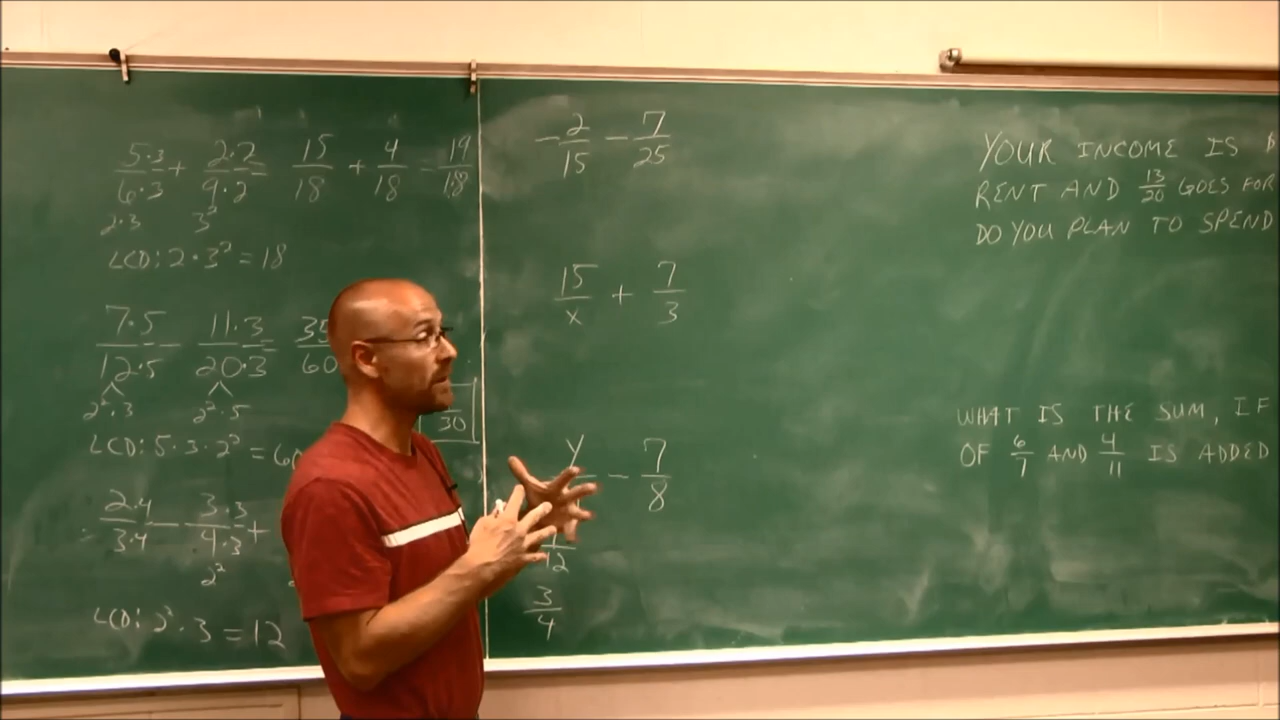 5·3/6·3 + 2·2/9·2 = 15/18 + 4/18 = 19/18
2·3 3²
LCD: 2·3² = 18
7·5/12·5 - 11·3/20·3 = 35/60
2²·3 2²·5
30
LCD: 5·3·2² = 60
2·4/3·4 - 3·3/4·3 +
2²
LCD: 2²·3 = 12
-2/15 - 7/25
15/x + 7/3
y - 7/8
12
3/4
YOUR INCOME IS
RENT AND 13/20 GOES FOR
DO YOU PLAN TO SPEND
WHAT IS THE SUM, IF
OF 6/7 AND 4/11 IS ADDED